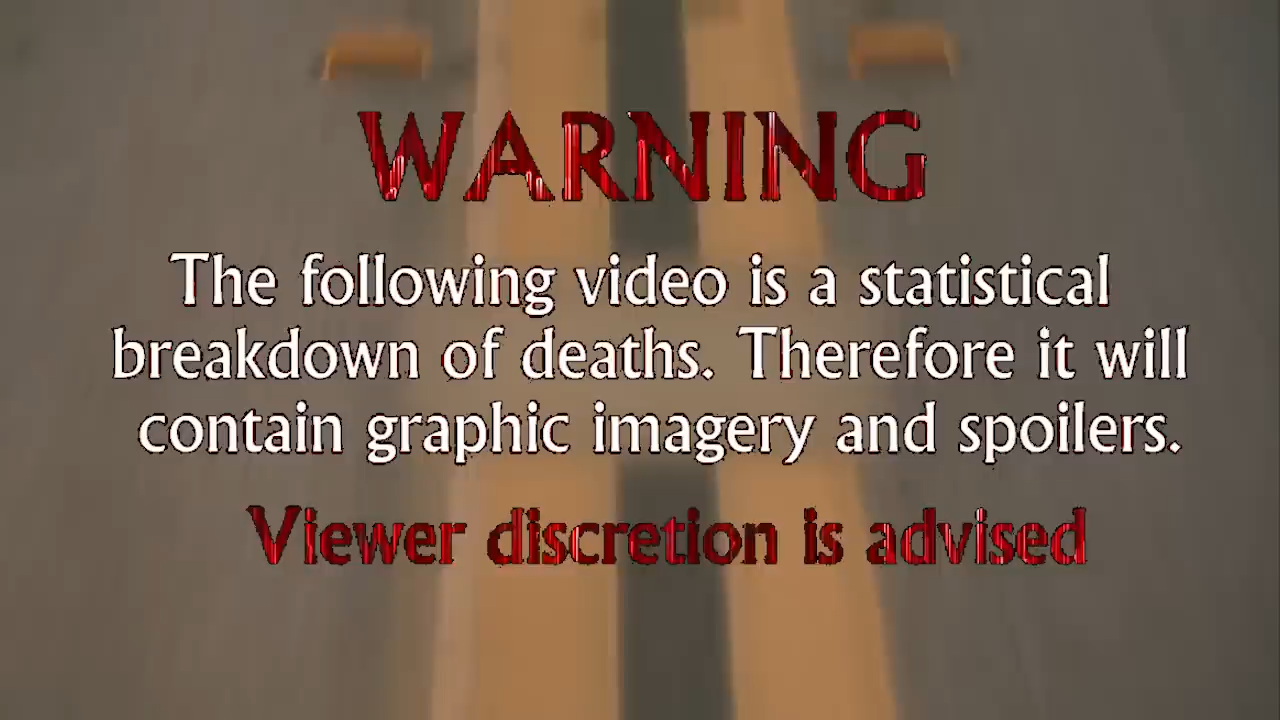 WARNING
The following video is a statistical
breakdown of deaths. Therefore it will
contain graphic imagery and spoilers.
Viewer discretion is advised